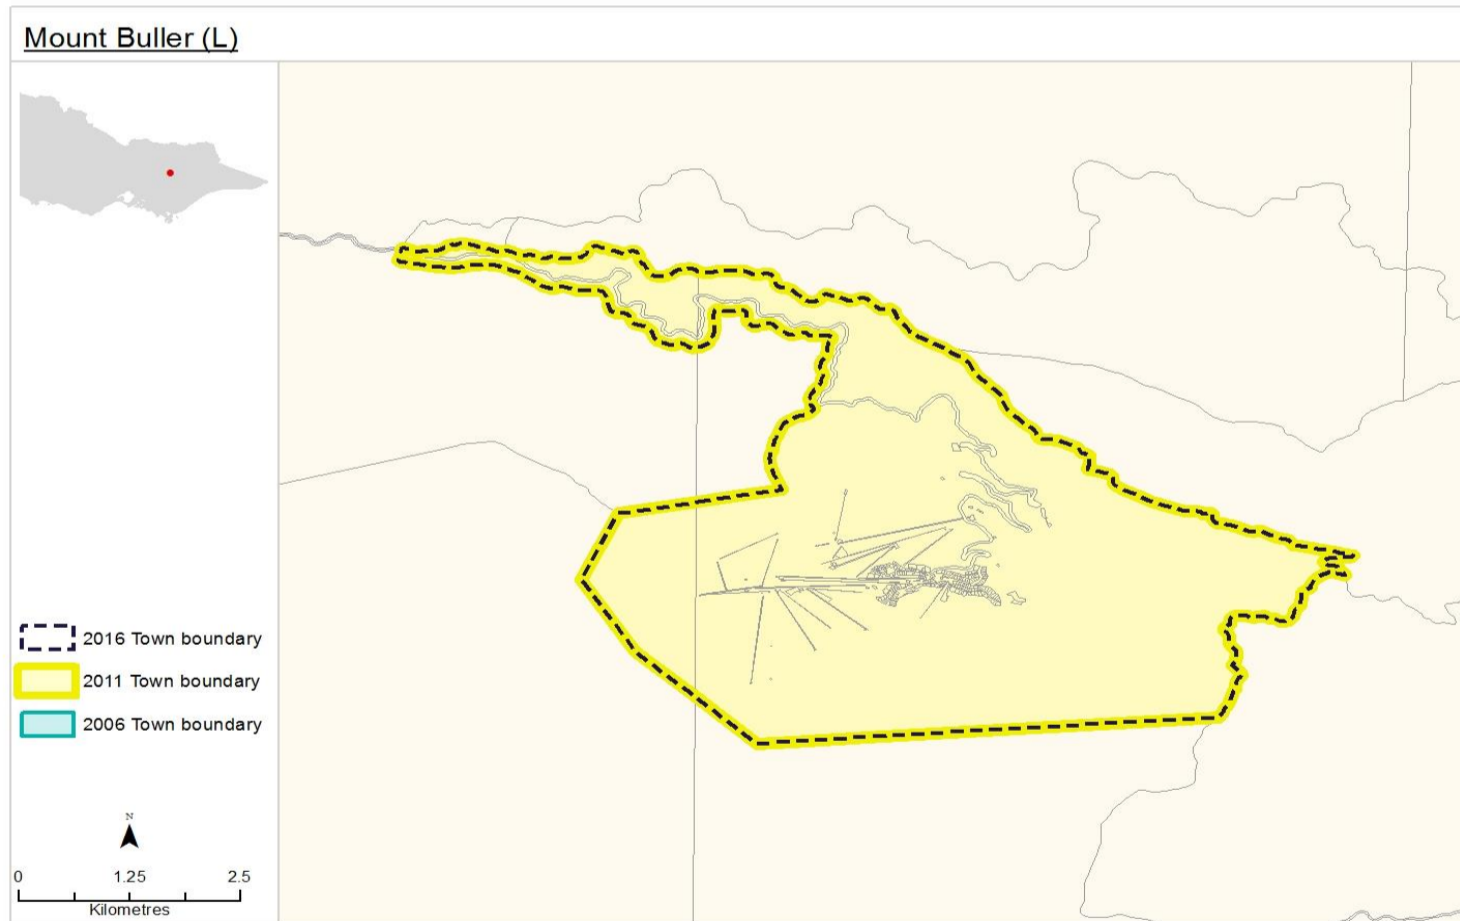 Mount Buller (L)
2016 Town boundary
2011 Town boundary
2006 Town boundary
N
0 1.25 2.5
Kilometres